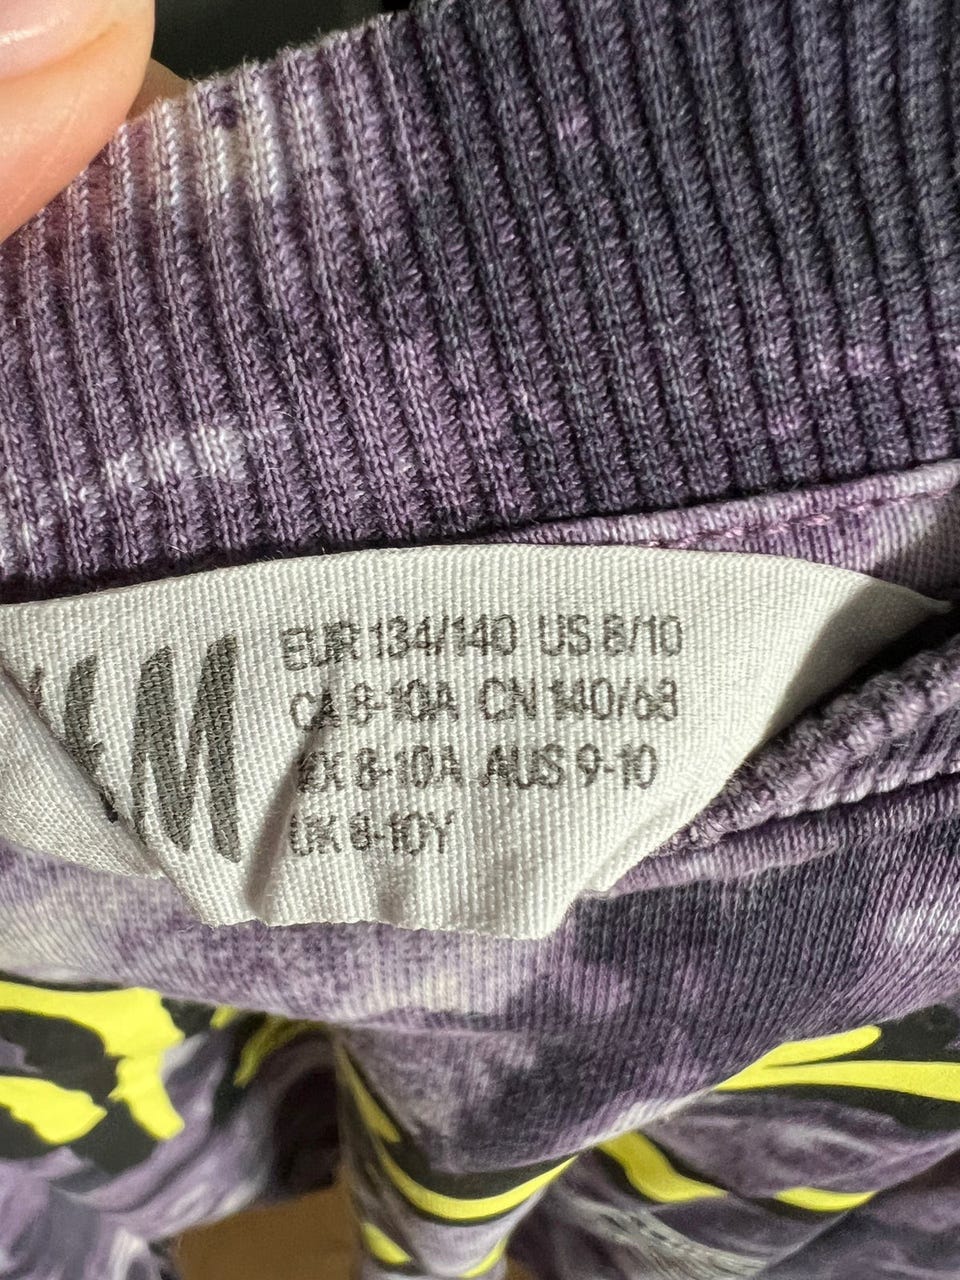 M
EUR 134/140 US 8/10
CA 8-10A CN 140/68
MX 8-10A AUS 9-10
UK 8-10Y